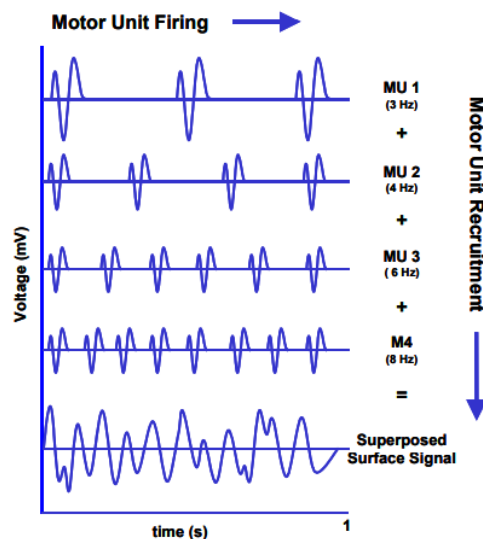 Motor Unit Firing
MU 1
(3 Hz)
+
MU 2
(4 Hz)
+
MU 3
( 6 Hz)
+
M4
(8 Hz)
=
Superposed
Surface Signal
Motor Unit Recruitment
Voltage (mV)
time (s)
1